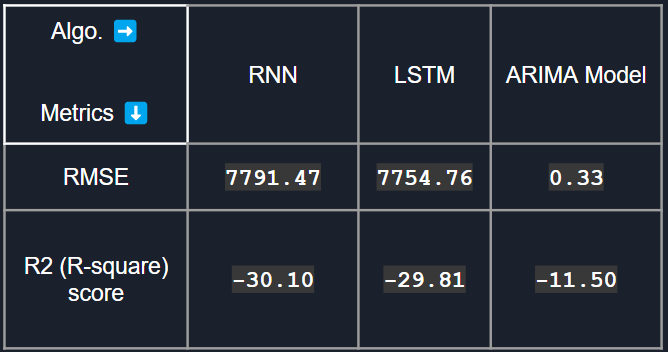 Algo. ➡️
Metrics ⬇️
RNN
LSTM
ARIMA Model
RMSE
7791.47
7754.76
0.33
R2 (R-square)
score
-30.10
-29.81
-11.50